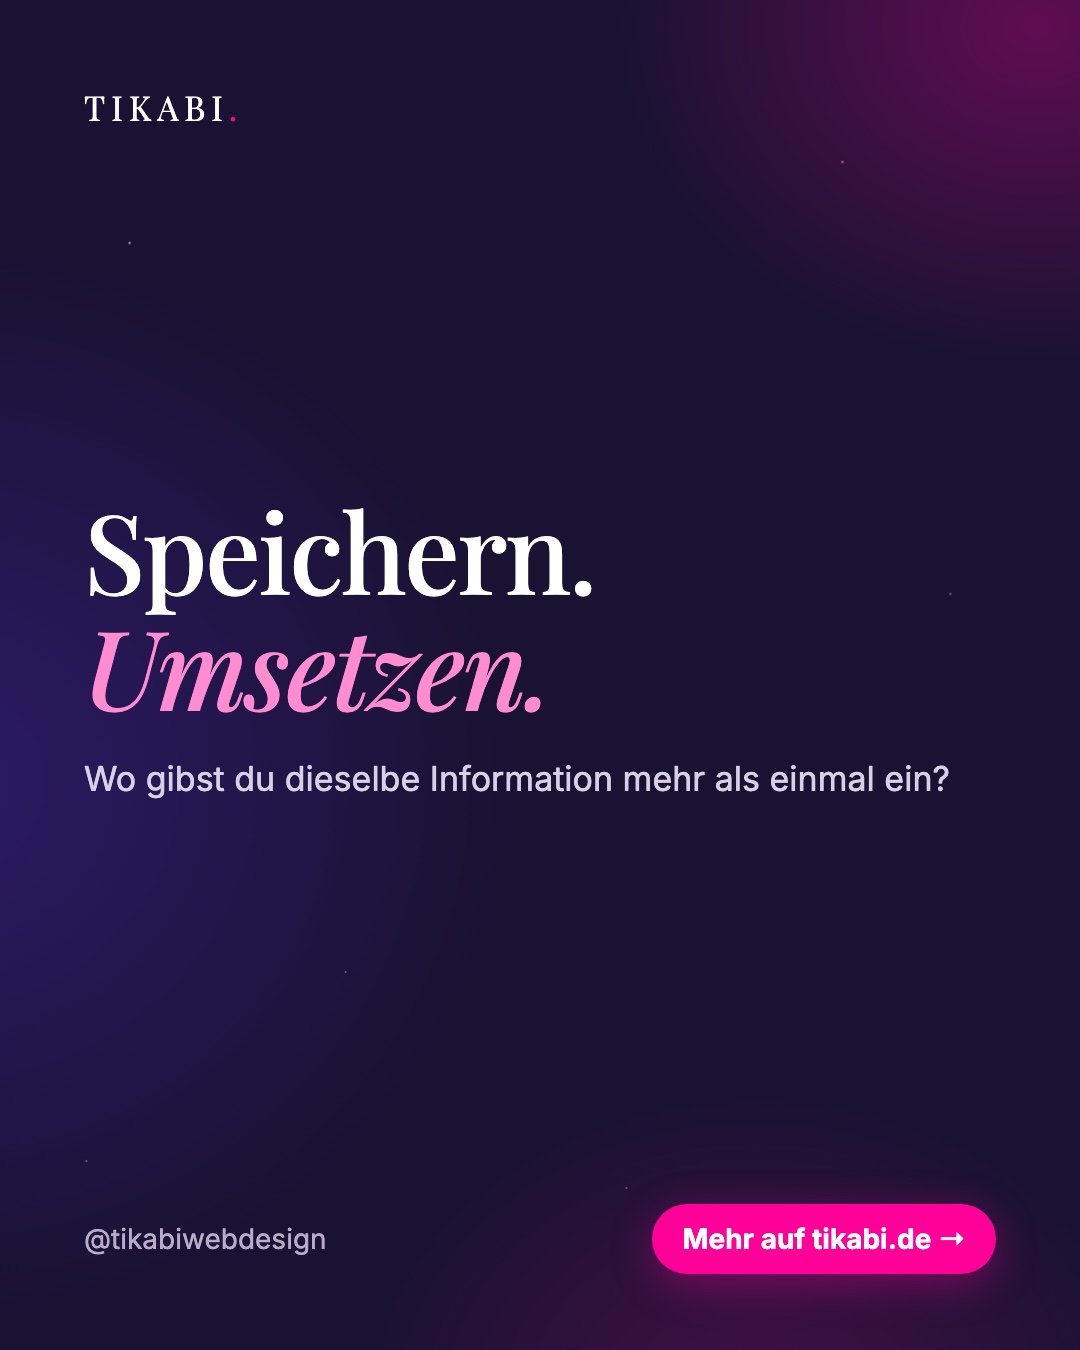 TIKABI.
Speichern.
Umsetzen.
Wo gibst du dieselbe Information mehr als einmal ein?
@tikabiwebdesign
Mehr auf tikabi.de →